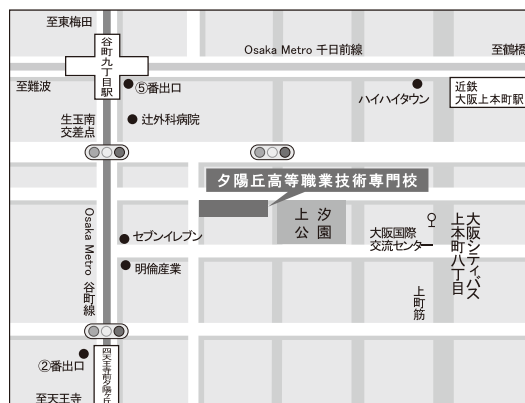 至東梅田
谷町九丁目駅
Osaka Metro 千日前線
至鶴橋
至難波
⑤番出口
ハイハイタウン
近鉄
大阪上本町駅
生玉南
交差点
辻外科病院
夕陽丘高等職業技術専門校
上汐
公園
大阪国際
交流センター
大阪シティバス
上本町八丁目
Osaka Metro 谷町線
セブンイレブン
明倫産業
上町筋
②番出口
四天王寺前夕陽ヶ丘
至天王寺